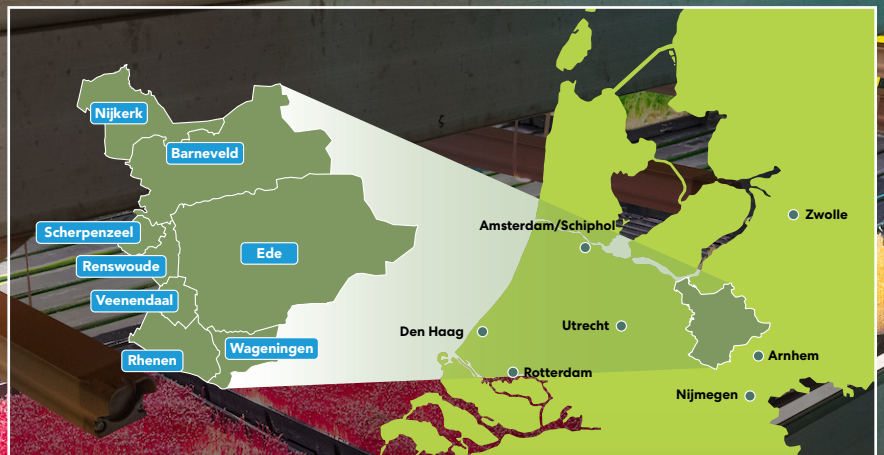 Nijkerk
Barneveld
Scherpenzeel
Renswoude
Ede
Veenendaal
Rhenen
Wageningen
Amsterdam/Schiphol
Zwolle
Den Haag
Utrecht
Rotterdam
Arnhem
Nijmegen